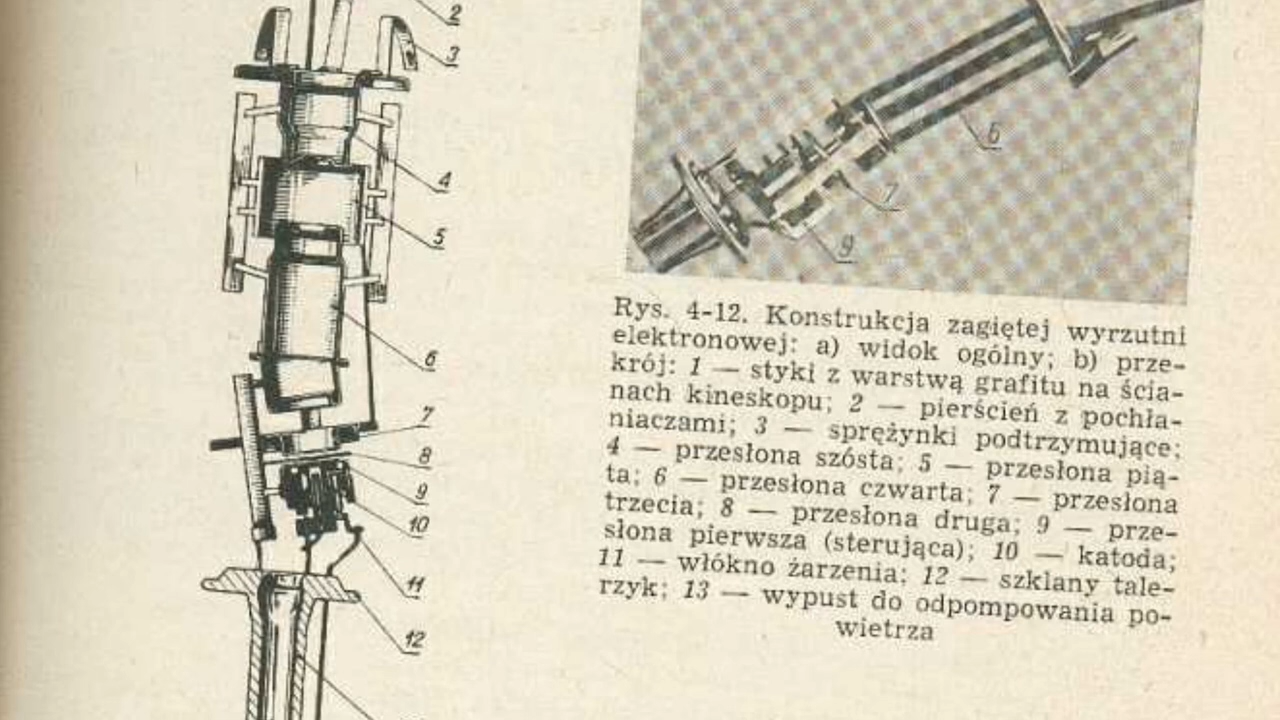 2
3
4
5
6
7
8
9
10
11
12
6
7
9
Rys. 4-12. Konstrukcja zagiętej wyrzutni
elektronowej: a) widok ogólny; b) prze-
krój: 1 — styki z warstwą grafitu na ścia-
nach kineskopu; 2 — pierścień z pochła-
niaczami; 3 — sprężynki podtrzymujące;
4 — przesłona szósta; 5 — przesłona pią-
ta; 6 — przesłona czwarta; 7 — przesłona
trzecia; 8 — przesłona druga; 9 — prze-
słona pierwsza (sterująca); 10 — katoda;
11 — włókno żarzenia; 12 — szklany tale-
rzyk; 13 — wypust do odpompowania po-
wietrza